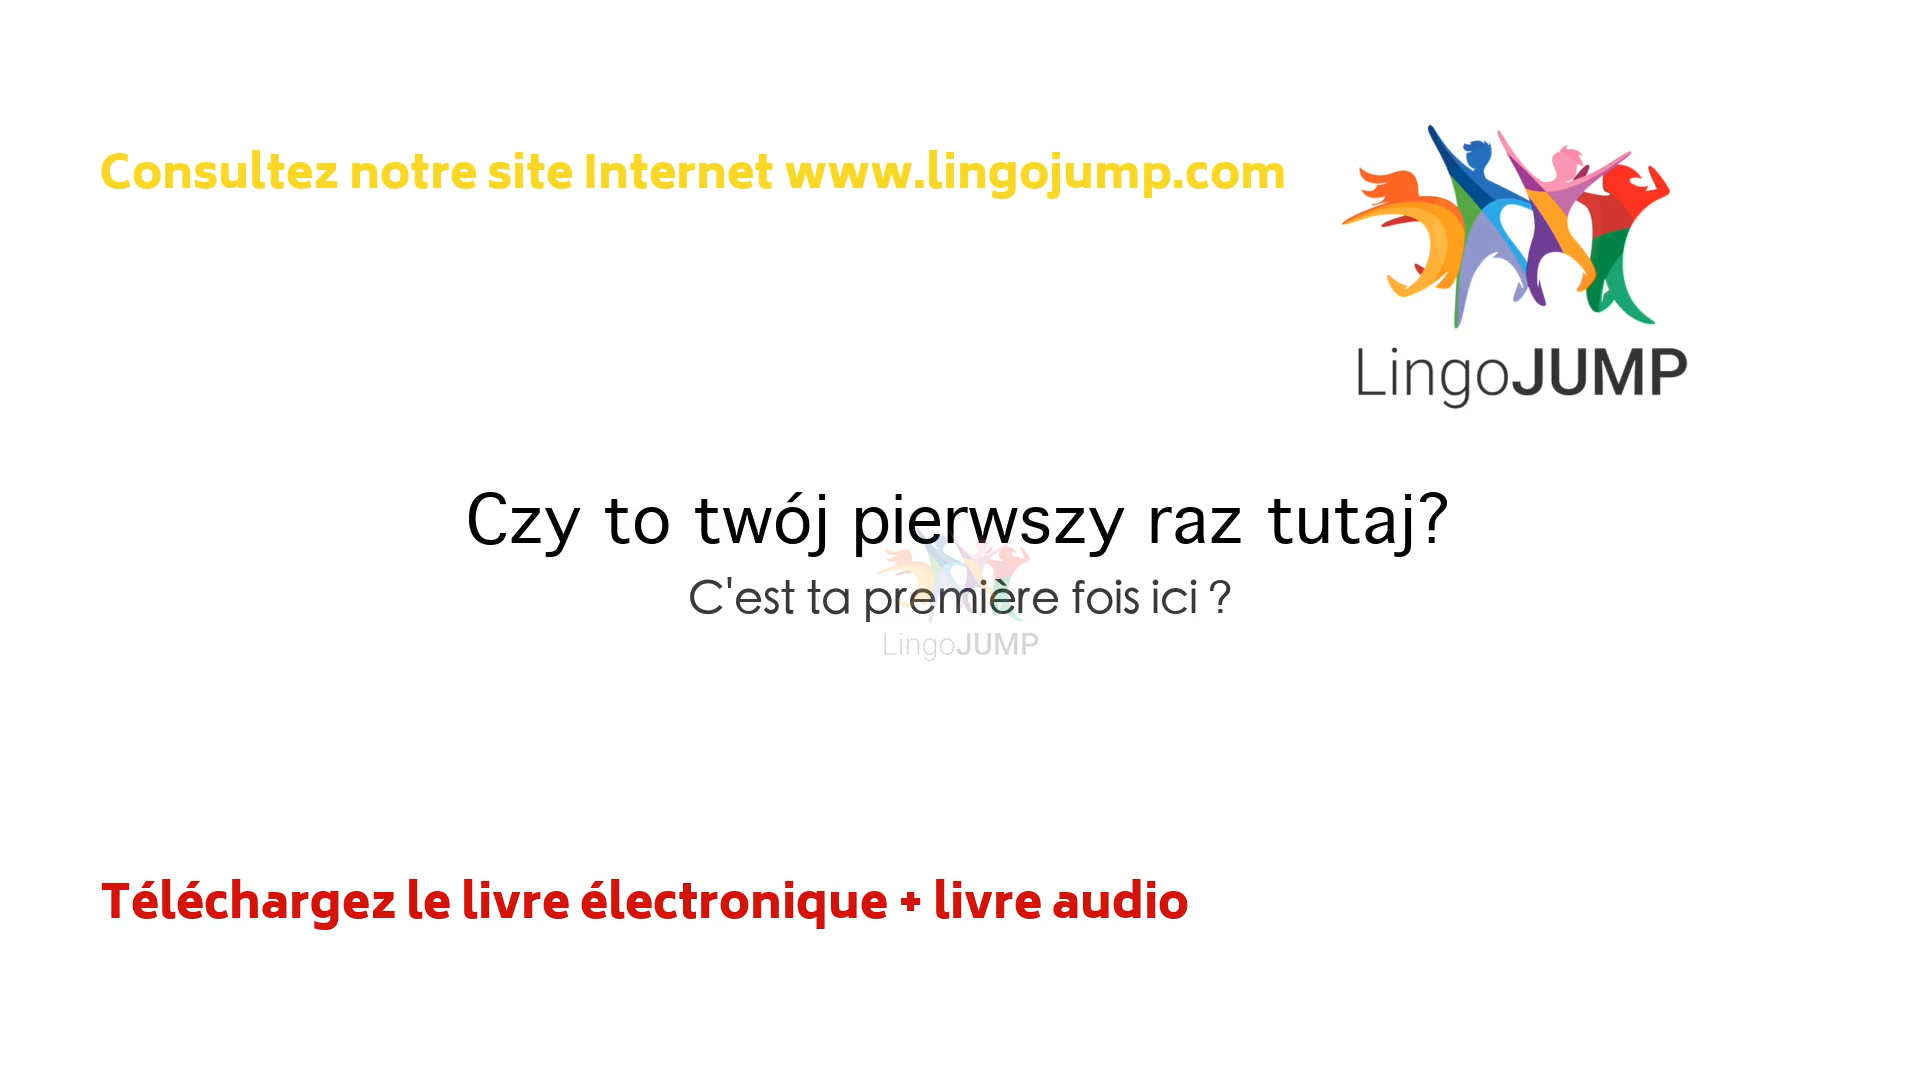 Consultez notre site Internet www.lingojump.com
LingoJUMP
Czy to twój pierwszy raz tutaj?
C'est ta première fois ici ?
LingoJUMP
Téléchargez le livre électronique + livre audio